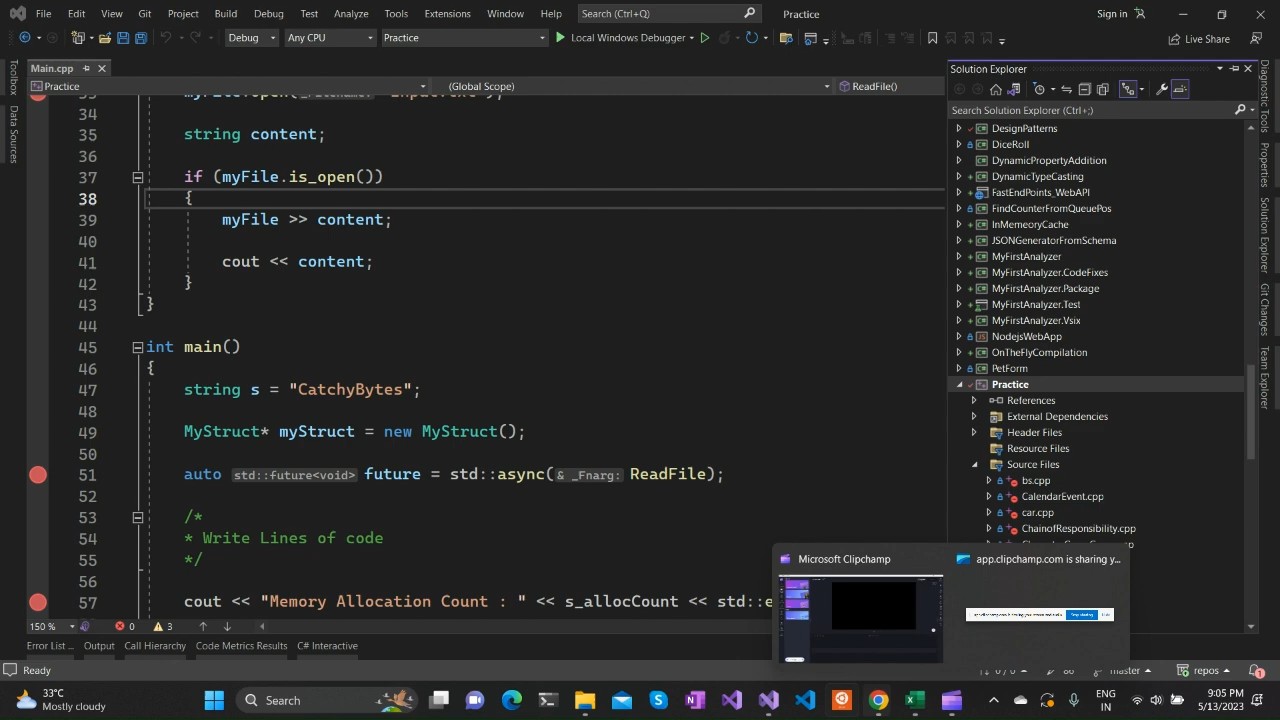 File Edit View Git Project Build Debug Test Analyze Tools Extensions Window Help Search (Ctrl+Q) Practice Sign in
Debug Any CPU Practice Local Windows Debugger Live Share
Main.cpp
Practice (Global Scope) ReadFile()
Toolbox
Data Sources
34
35 string content;
36
37 if (myFile.is_open())
38 {
39 myFile >> content;
40
41 cout << content;
42 }
43 }
44
45 int main()
46 {
47 string s = "CatchyBytes";
48
49 MyStruct* myStruct = new MyStruct();
50
51 auto std::future<void> future = std::async(& _Fnarg: ReadFile);
52
53 /*
54 * Write Lines of code
55 */
56
57 cout << "Memory Allocation Count : " << s_allocCount << std::e
150 % 0 3
Error List ... Output Call Hierarchy Code Metrics Results C# Interactive
Solution Explorer
Search Solution Explorer (Ctrl+;)
DesignPatterns
DiceRoll
DynamicPropertyAddition
DynamicTypeCasting
FastEndPoints_WebAPI
FindCounterFromQueuePos
InMemeoryCache
JSONGeneratorFromSchema
MyFirstAnalyzer
MyFirstAnalyzer.CodeFixes
MyFirstAnalyzer.Package
MyFirstAnalyzer.Test
MyFirstAnalyzer.Vsix
NodejsWebApp
OnTheFlyCompilation
PetForm
Practice
References
External Dependencies
Header Files
Resource Files
Source Files
bs.cpp
CalendarEvent.cpp
car.cpp
ChainofResponsibility.cpp
Diagnostic Tools
Properties
Solution Explorer
Git Changes
Team Explorer
Microsoft Clipchamp app.clipchamp.com is sharing y...
Stop sharing
Ready 0 / 0 86 master repos 1
33°C
Mostly cloudy
Search
ENG
IN
9:05 PM
5/13/2023